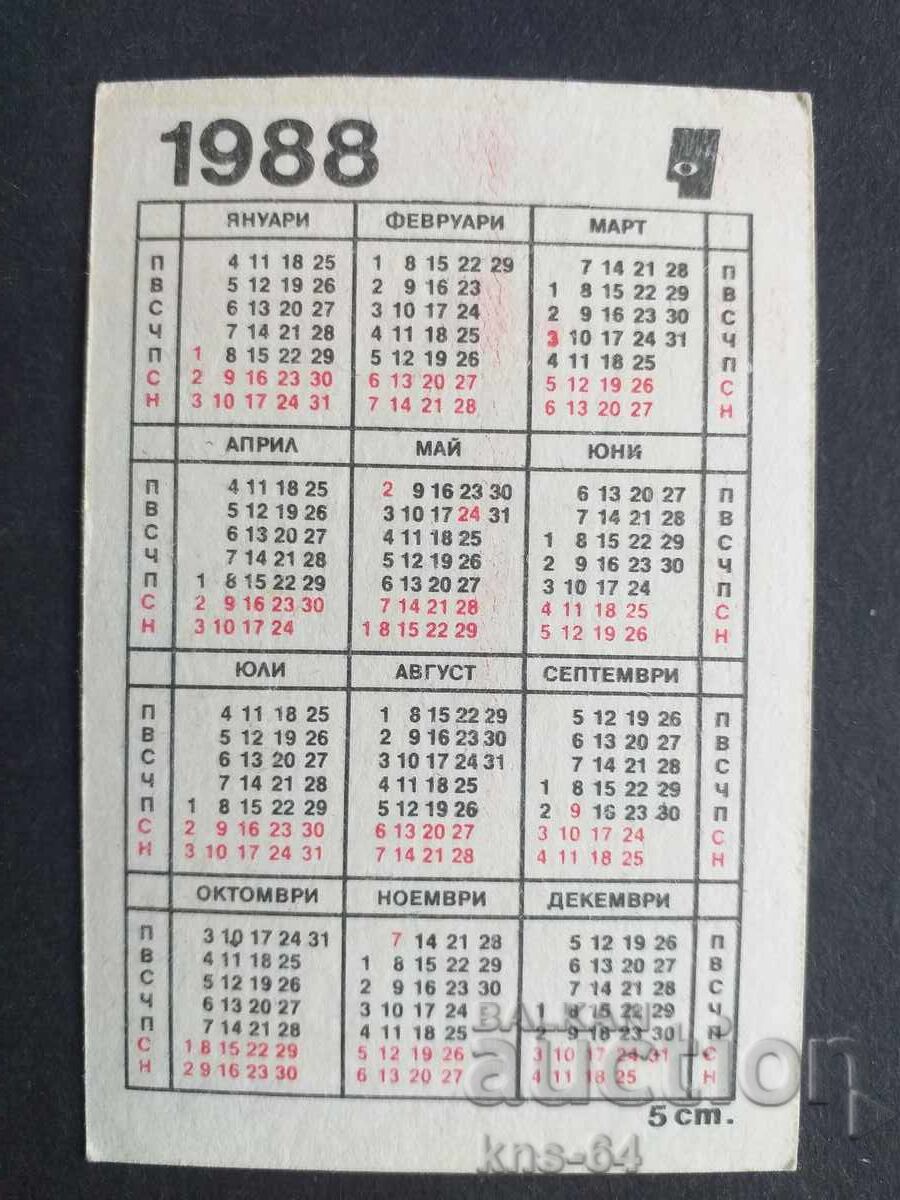 1988
ЯНУАРИ ФЕВРУАРИ МАРТ
П 4 11 18 25 1 8 15 22 29 7 14 21 28 П
В 5 12 19 26 2 9 16 23 1 8 15 22 29 В
С 6 13 20 27 3 10 17 24 2 9 16 23 30 С
Ч 7 14 21 28 4 11 18 25 3 10 17 24 31 Ч
П 1 8 15 22 29 5 12 19 26 4 11 18 25 П
С 2 9 16 23 30 6 13 20 27 5 12 19 26 С
Н 3 10 17 24 31 7 14 21 28 6 13 20 27 Н
АПРИЛ МАЙ ЮНИ
П 4 11 18 25 2 9 16 23 30 6 13 20 27 П
В 5 12 19 26 3 10 17 24 31 7 14 21 28 В
С 6 13 20 27 4 11 18 25 1 8 15 22 29 С
Ч 7 14 21 28 5 12 19 26 2 9 16 23 30 Ч
П 1 8 15 22 29 6 13 20 27 3 10 17 24 П
С 2 9 16 23 30 7 14 21 28 4 11 18 25 С
Н 3 10 17 24 1 8 15 22 29 5 12 19 26 Н
ЮЛИ АВГУСТ СЕПТЕМВРИ
П 4 11 18 25 1 8 15 22 29 5 12 19 26 П
В 5 12 19 26 2 9 16 23 30 6 13 20 27 В
С 6 13 20 27 3 10 17 24 31 7 14 21 28 С
Ч 7 14 21 28 4 11 18 25 1 8 15 22 29 Ч
П 1 8 15 22 29 5 12 19 26 2 9 16 23 30 П
С 2 9 16 23 30 6 13 20 27 3 10 17 24 С
Н 3 10 17 24 31 7 14 21 28 4 11 18 25 Н
ОКТОМВРИ НОЕМВРИ ДЕКЕМВРИ
П 3 10 17 24 31 7 14 21 28 5 12 19 26 П
В 4 11 18 25 1 8 15 22 29 6 13 20 27 В
С 5 12 19 26 2 9 16 23 30 7 14 21 28 С
Ч 6 13 20 27 3 10 17 24 1 8 15 22 29 Ч
П 7 14 21 28 4 11 18 25 2 9 16 23 30 П
С 1 8 15 22 29 5 12 19 26 3 10 17 24 31 С
Н 2 9 16 23 30 6 13 20 27 4 11 18 25 Н
auction
5 ст.
kns-64